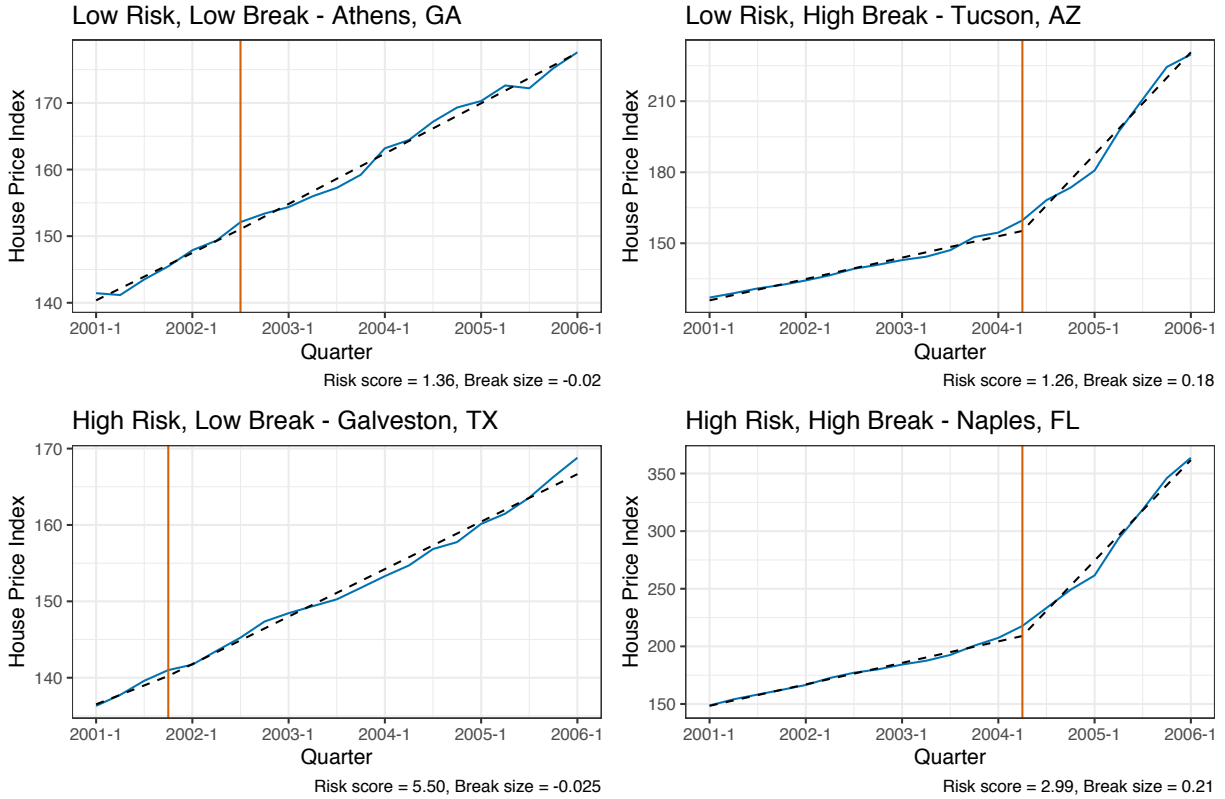 Low Risk, Low Break - Athens, GA
House Price Index
170
160
150
140
2001-1 2002-1 2003-1 2004-1 2005-1 2006-1
Quarter
Risk score = 1.36, Break size = -0.02
Low Risk, High Break - Tucson, AZ
House Price Index
210
180
150
2001-1 2002-1 2003-1 2004-1 2005-1 2006-1
Quarter
Risk score = 1.26, Break size = 0.18
High Risk, Low Break - Galveston, TX
House Price Index
170
160
150
140
2001-1 2002-1 2003-1 2004-1 2005-1 2006-1
Quarter
Risk score = 5.50, Break size = -0.025
High Risk, High Break - Naples, FL
House Price Index
350
300
250
200
150
2001-1 2002-1 2003-1 2004-1 2005-1 2006-1
Quarter
Risk score = 2.99, Break size = 0.21